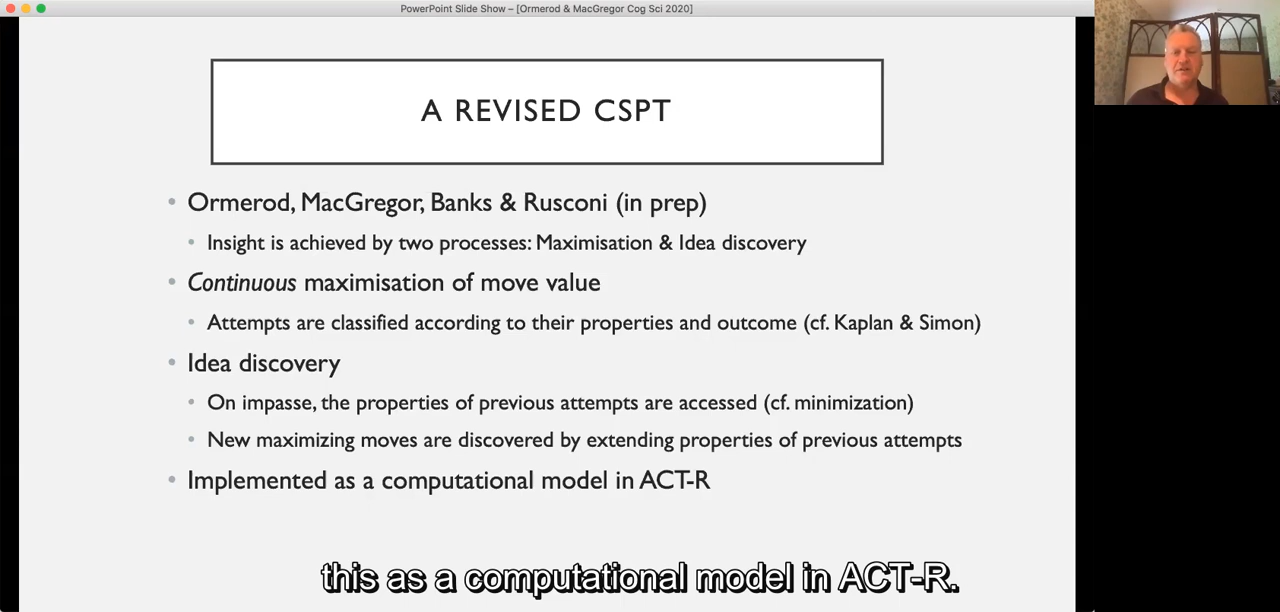 PowerPoint Slide Show – [Ormerod & MacGregor Cog Sci 2020]
A REVISED CSPT
• Ormerod, MacGregor, Banks & Rusconi (in prep)
• Insight is achieved by two processes: Maximisation & Idea discovery
• Continuous maximisation of move value
• Attempts are classified according to their properties and outcome (cf. Kaplan & Simon)
• Idea discovery
• On impasse, the properties of previous attempts are accessed (cf. minimization)
• New maximizing moves are discovered by extending properties of previous attempts
• Implemented as a computational model in ACT-R
this as a computational model in ACT-R.